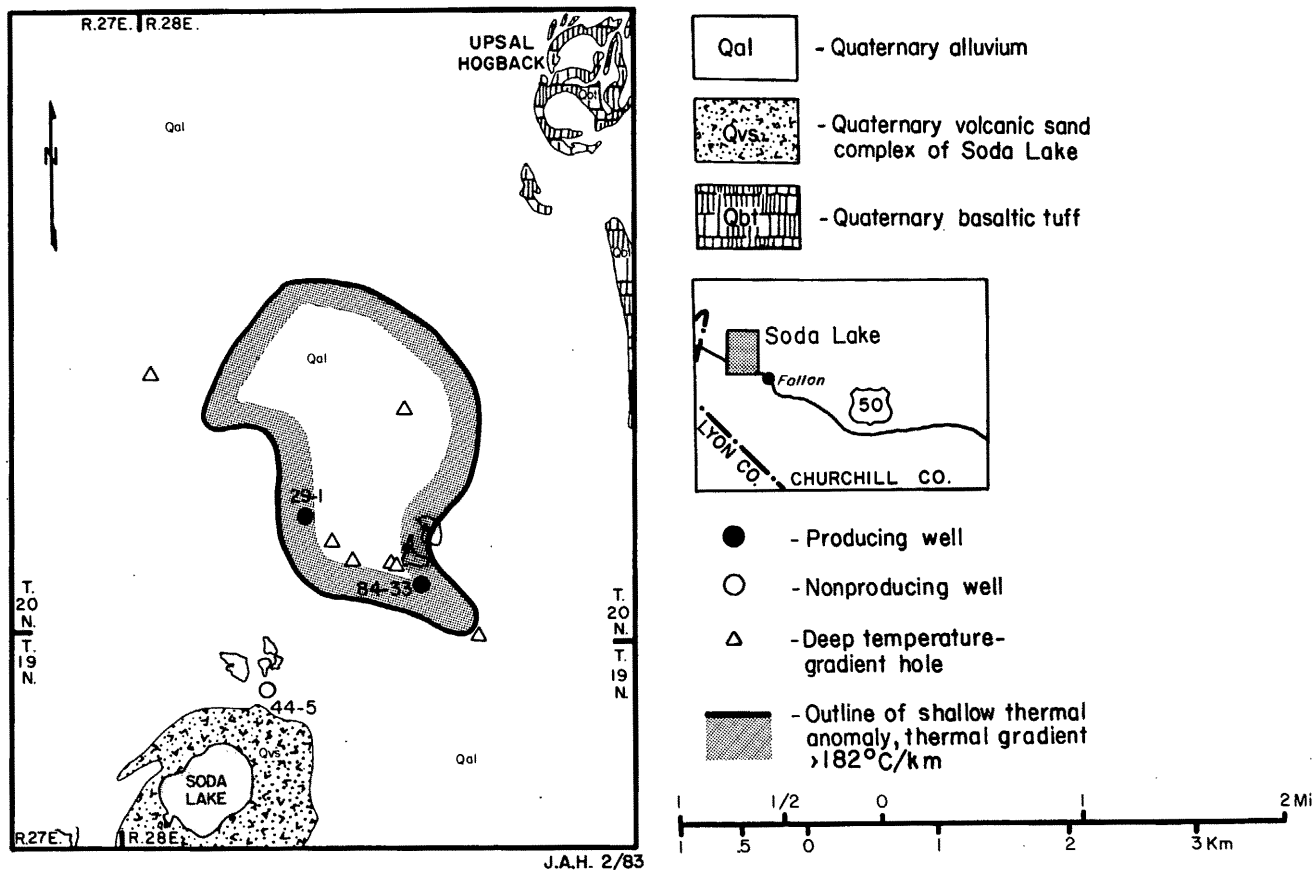 R.27E. R.28E.
UPSAL
HOGBACK
Qal
N
Qbt
Qbt
Qal
29-1
84-33
T.
20
N.
T.
19
N.
T.
20
N.
T.
19
N.
44-5
Qvs
Qal
SODA
LAKE
R.27E. R.28E.
J.A.H. 2/83
Qal - Quaternary alluvium
Qvs - Quaternary volcanic sand
complex of Soda Lake
Qbt - Quaternary basaltic tuff
Soda Lake
Fallon
50
LYON CO.
CHURCHILL CO.
- Producing well
- Nonproducing well
- Deep temperature-
gradient hole
- Outline of shallow thermal
anomaly, thermal gradient
>182°C/km
1 1/2 0 1 2 Mi
1 .5 0 1 2 3 Km